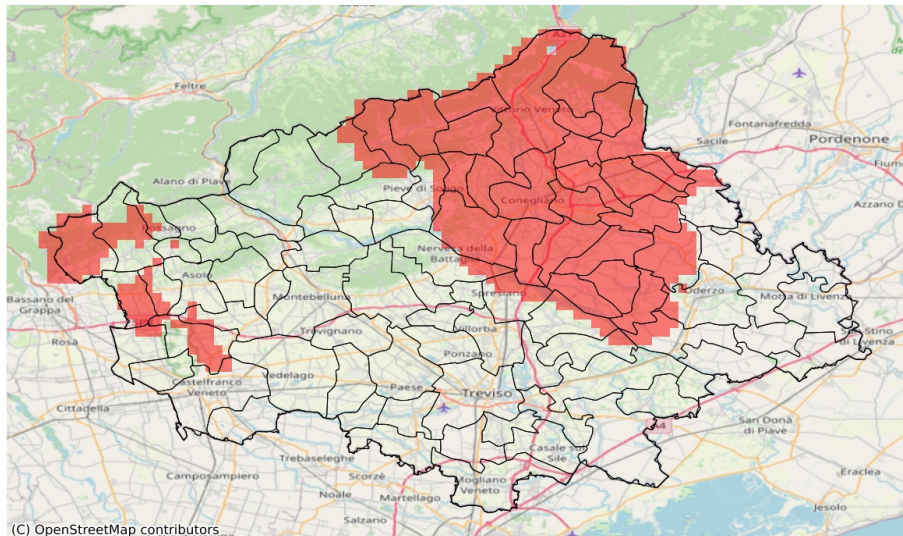 Feltre
Vittorio Veneto
Fontanafredda
Sacile
Pordenone
Alano di Piave
Pieve di Soligo
Conegliano
Azzano D
Asolo
Nervesa della
Battaglia
Bassano del
Grappa
Montebelluna
Spresiano
Oderzo
Motta di Livenza
Rosà
Trevignano
Villorba
di Livenza
Ponzano
Castelfranco
Veneto
Vedelago
Paese
Treviso
Cittadella
A4
San Donà
di Piave
Trebaseleghe
Casale sul
Sile
Camposampiero
Scorzè
Mogliano
Veneto
Eraclea
Noale
Martellago
Jesolo
Salzano
(C) OpenStreetMap contributors